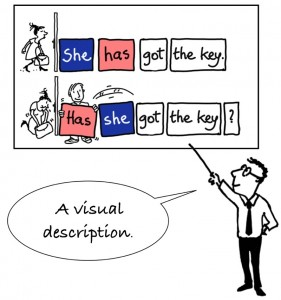 She has got the key.
Has she got the key ?
A visual
description.